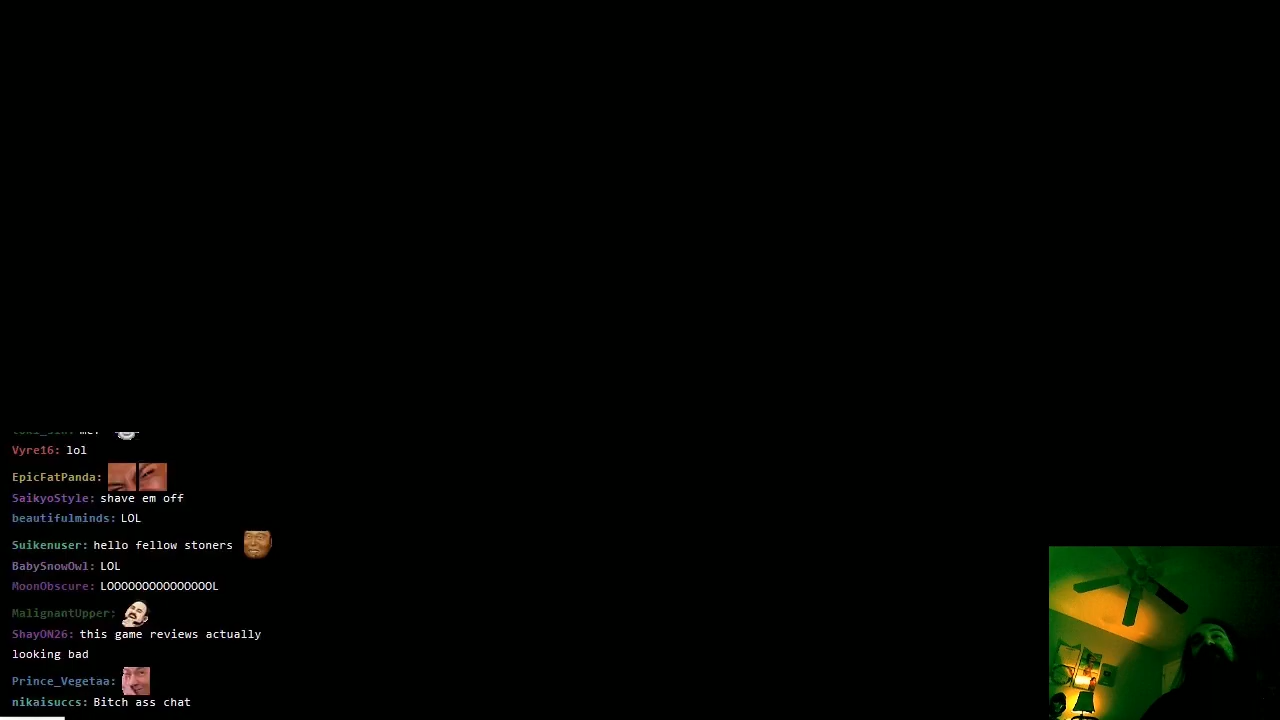 Vyre16: lol
EpicFatPanda:
SaikyoStyle: shave em off
beautifulminds: LOL
Suikenuser: hello fellow stoners
BabySnowOwl: LOL
MoonObscure: LOOOOOOOOOOOOOOOL
MalignantUpper:
ShayON26: this game reviews actually
looking bad
Prince_Vegetaa:
nikaisuccs: Bitch ass chat